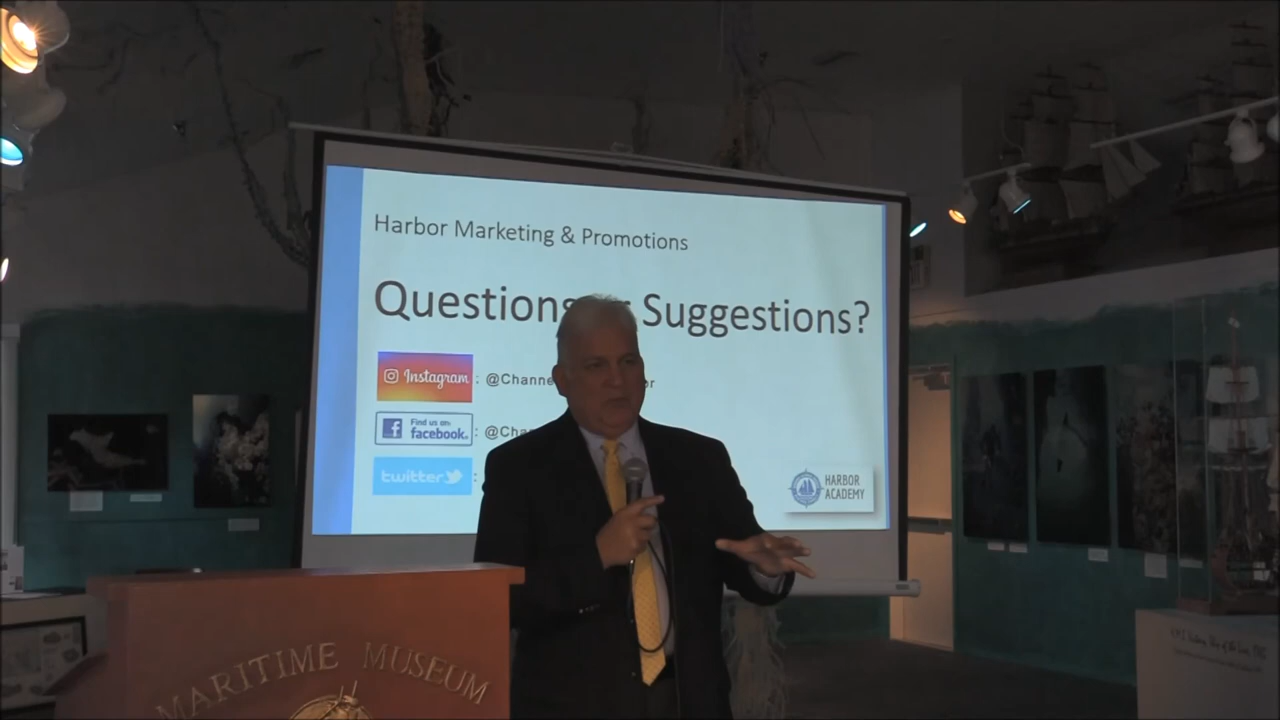 Harbor Marketing & Promotions
Questions Suggestions?
Instagram : @Channe
Find us on
facebook. : @Cha
twitter :
HARBOR
ACADEMY
MARITIME MUSEUM